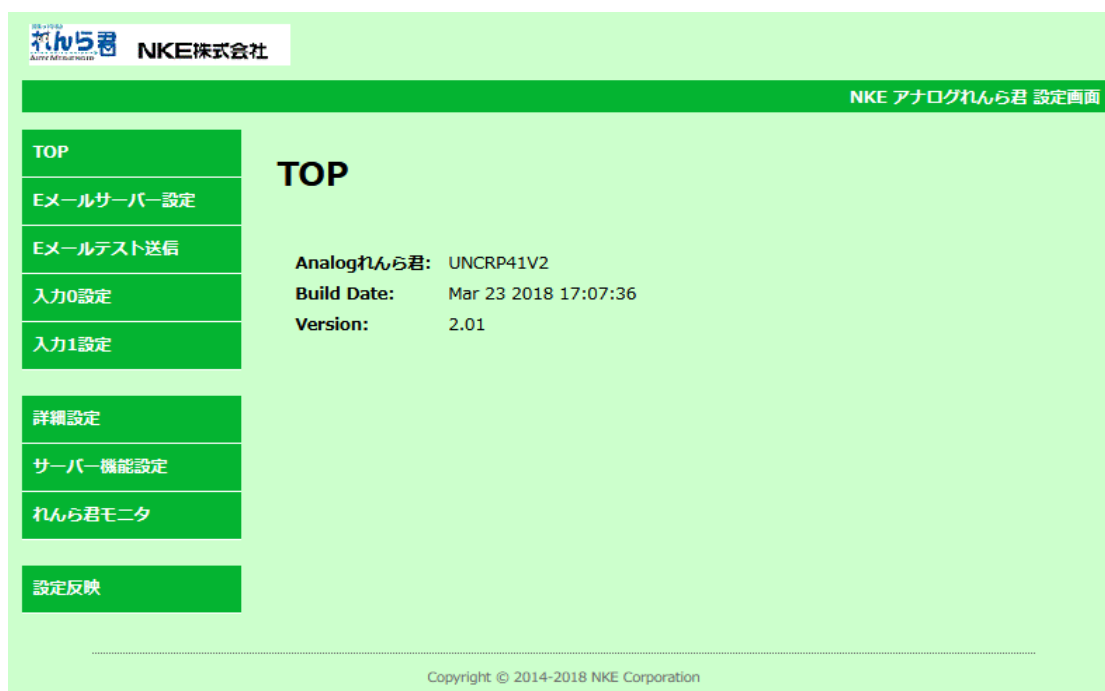 れんら君
NKE株式会社
NKE アナログれんら君 設定画面
TOP
Eメールサーバー設定
Eメールテスト送信
入力0設定
入力1設定
詳細設定
サーバー機能設定
れんら君モニタ
設定反映
TOP
Analogれんら君: UNCRP41V2
Build Date: Mar 23 2018 17:07:36
Version: 2.01
Copyright © 2014-2018 NKE Corporation